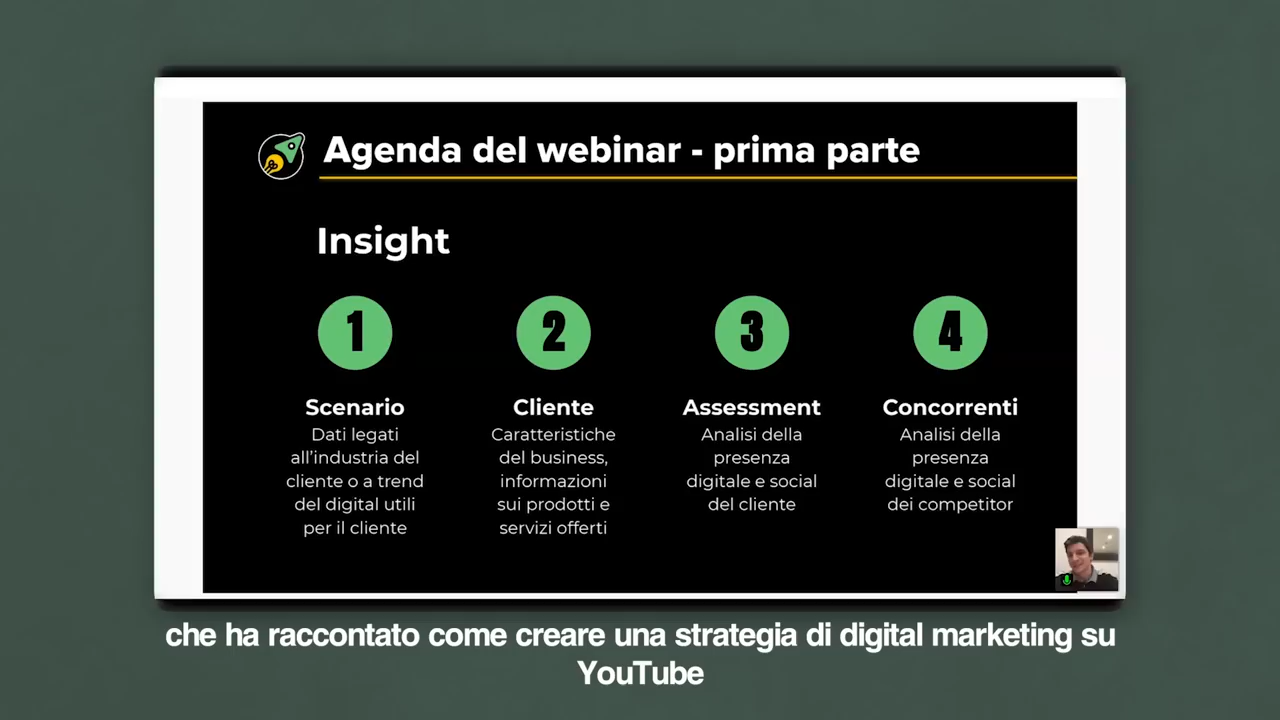 Agenda del webinar - prima parte
Insight
1
Scenario
Dati legati
all'industria del
cliente o a trend
del digital utili
per il cliente
2
Cliente
Caratteristiche
del business,
informazioni
sui prodotti e
servizi offerti
3
Assessment
Analisi della
presenza
digitale e social
del cliente
4
Concorrenti
Analisi della
presenza
digitale e social
dei competitor
che ha raccontato come creare una strategia di digital marketing su
YouTube